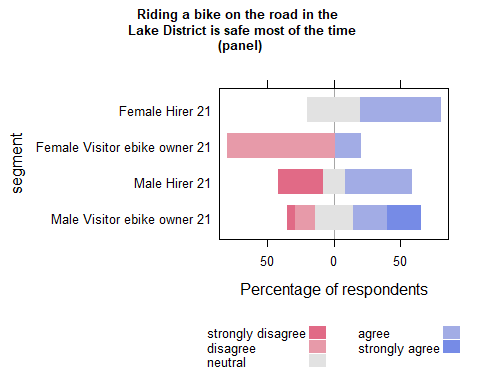 Riding a bike on the road in the
Lake District is safe most of the time
(panel)
segment
Female Hirer 21
Female Visitor ebike owner 21
Male Hirer 21
Male Visitor ebike owner 21
50 0 50
Percentage of respondents
strongly disagree agree
disagree strongly agree
neutral